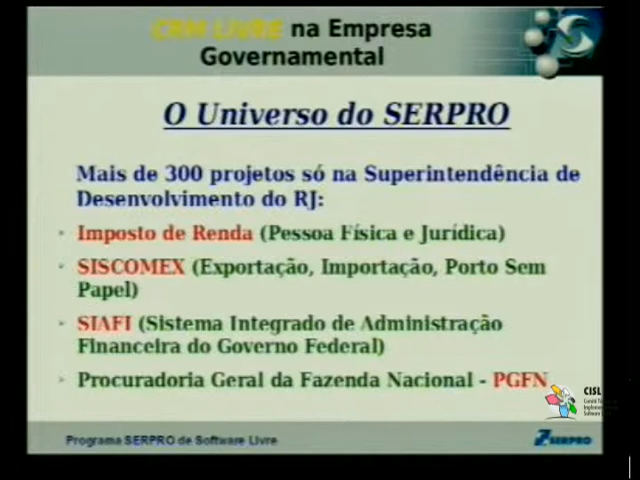 CRM LIVRE na Empresa
Governamental
O Universo do SERPRO
Mais de 300 projetos só na Superintendência de
Desenvolvimento do RJ:
Imposto de Renda (Pessoa Física e Jurídica)
SISCOMEX (Exportação, Importação, Porto Sem
Papel)
SIAFI (Sistema Integrado de Administração
Financeira do Governo Federal)
Procuradoria Geral da Fazenda Nacional - PGFN
CISL
Programa SERPRO de Software Livre
SERPRO